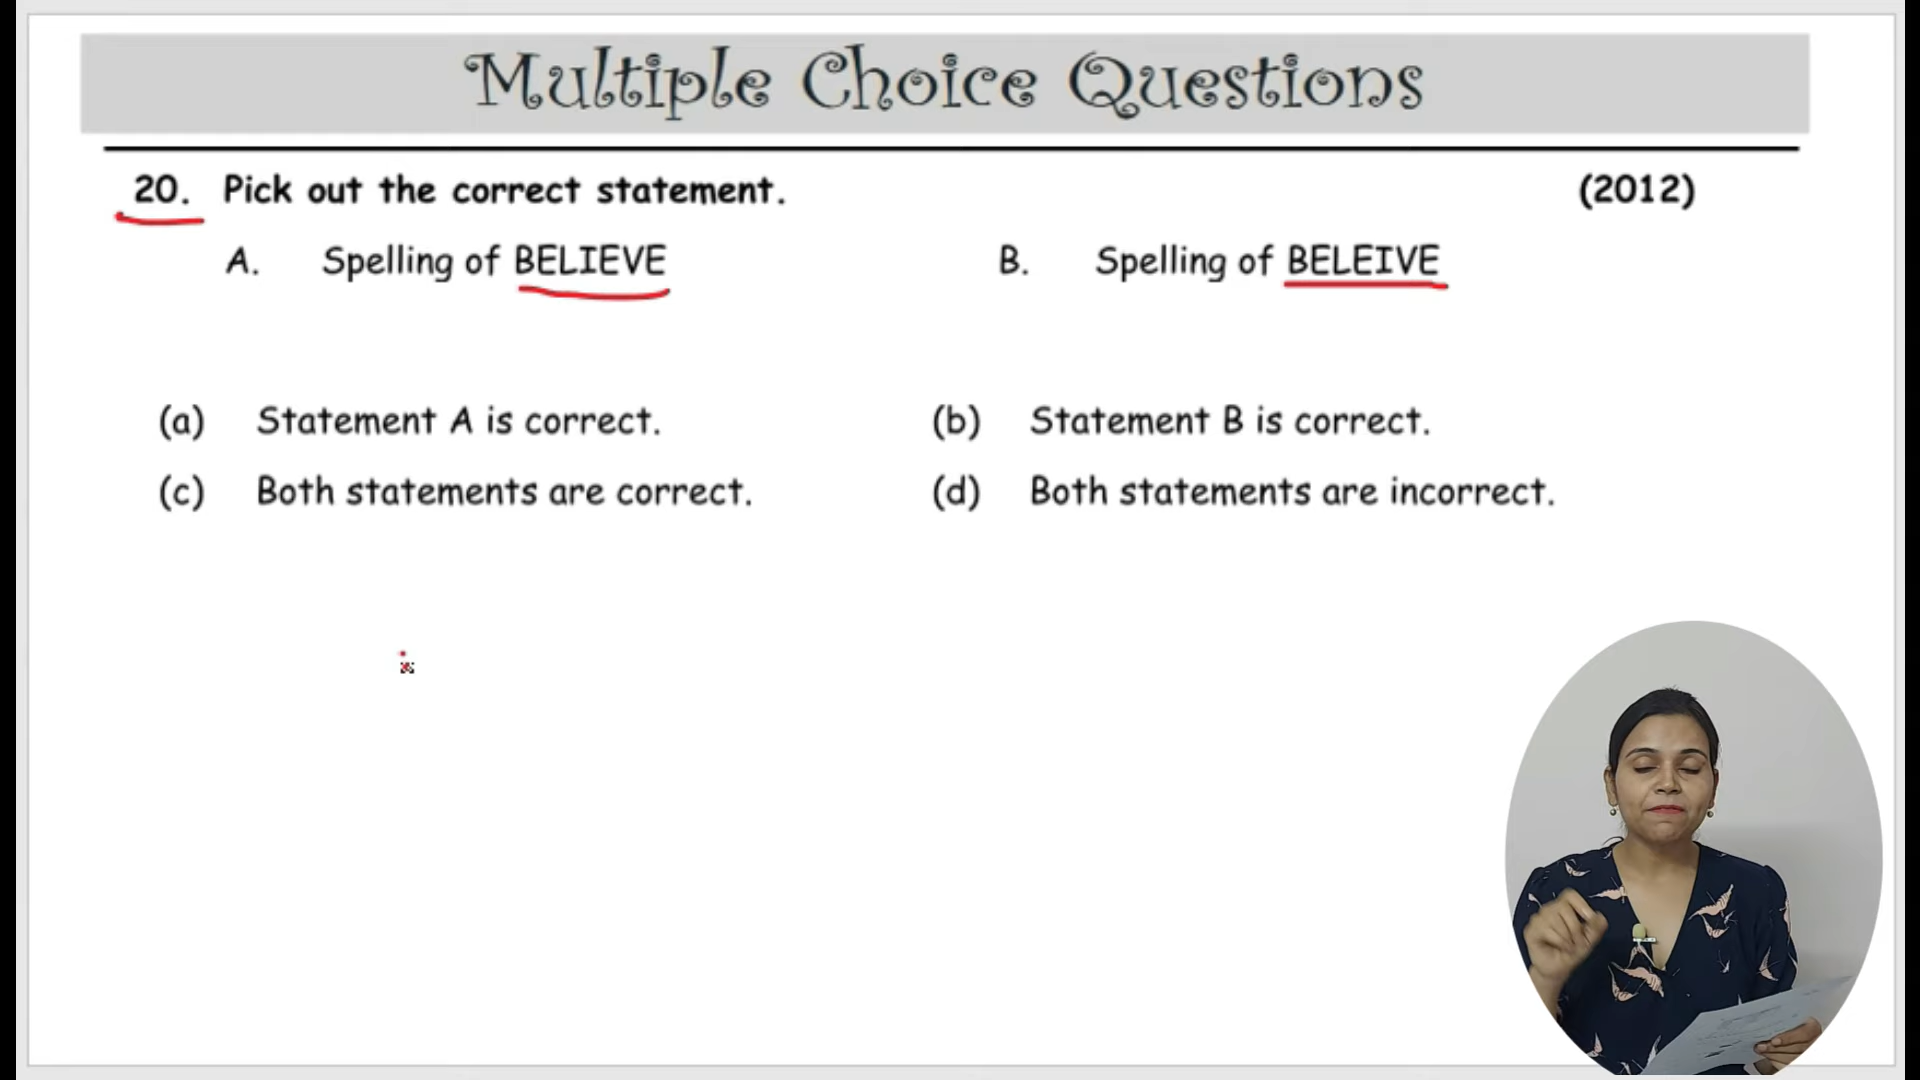 Multiple Choice Questions
20. Pick out the correct statement. (2012)
A. Spelling of BELIEVE B. Spelling of BELEIVE
(a) Statement A is correct. (b) Statement B is correct.
(c) Both statements are correct. (d) Both statements are incorrect.